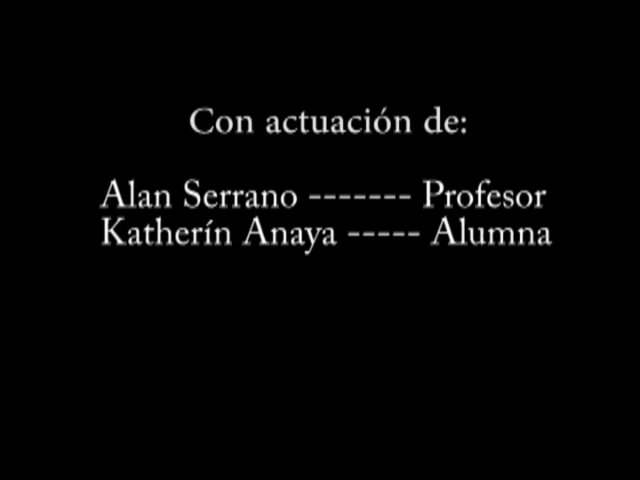 Con actuación de:
Alan Serrano ------- Profesor
Katherín Anaya ----- Alumna